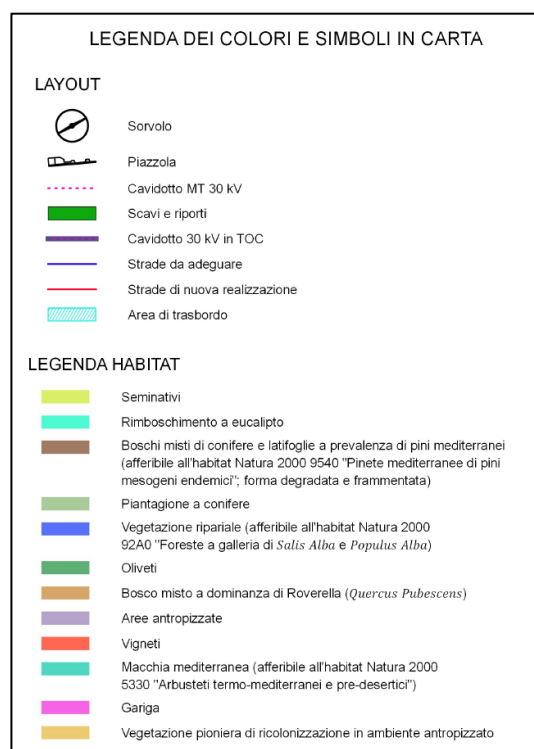 LEGENDA DEI COLORI E SIMBOLI IN CARTA
LAYOUT
Sorvolo
Piazzola
Cavidotto MT 30 kV
Scavi e riporti
Cavidotto 30 kV in TOC
Strade da adeguare
Strade di nuova realizzazione
Area di trasbordo
LEGENDA HABITAT
Seminativi
Rimboschimento a eucalipto
Boschi misti di conifere e latifoglie a prevalenza di pini mediterranei
(afferibile all'habitat Natura 2000 9540 "Pinete mediterranee di pini
mesogeni endemici"; forma degradata e frammentata)
Piantagione a conifere
Vegetazione ripariale (afferibile all'habitat Natura 2000
92A0 "Foreste a galleria di Salis Alba e Populus Alba)
Oliveti
Bosco misto a dominanza di Roverella (Quercus Pubescens)
Aree antropizzate
Vigneti
Macchia mediterranea (afferibile all'habitat Natura 2000
5330 "Arbusteti termo-mediterranei e pre-desertici")
Gariga
Vegetazione pioniera di ricolonizzazione in ambiente antropizzato